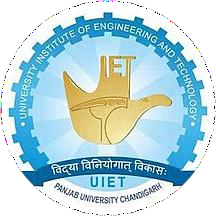 UNIVERSITY INSTITUTE OF ENGINEERING AND TECHNOLOGY
IET
विद्या विनियोगात् विकासः
UIET
PANJAB UNIVERSITY CHANDIGARH